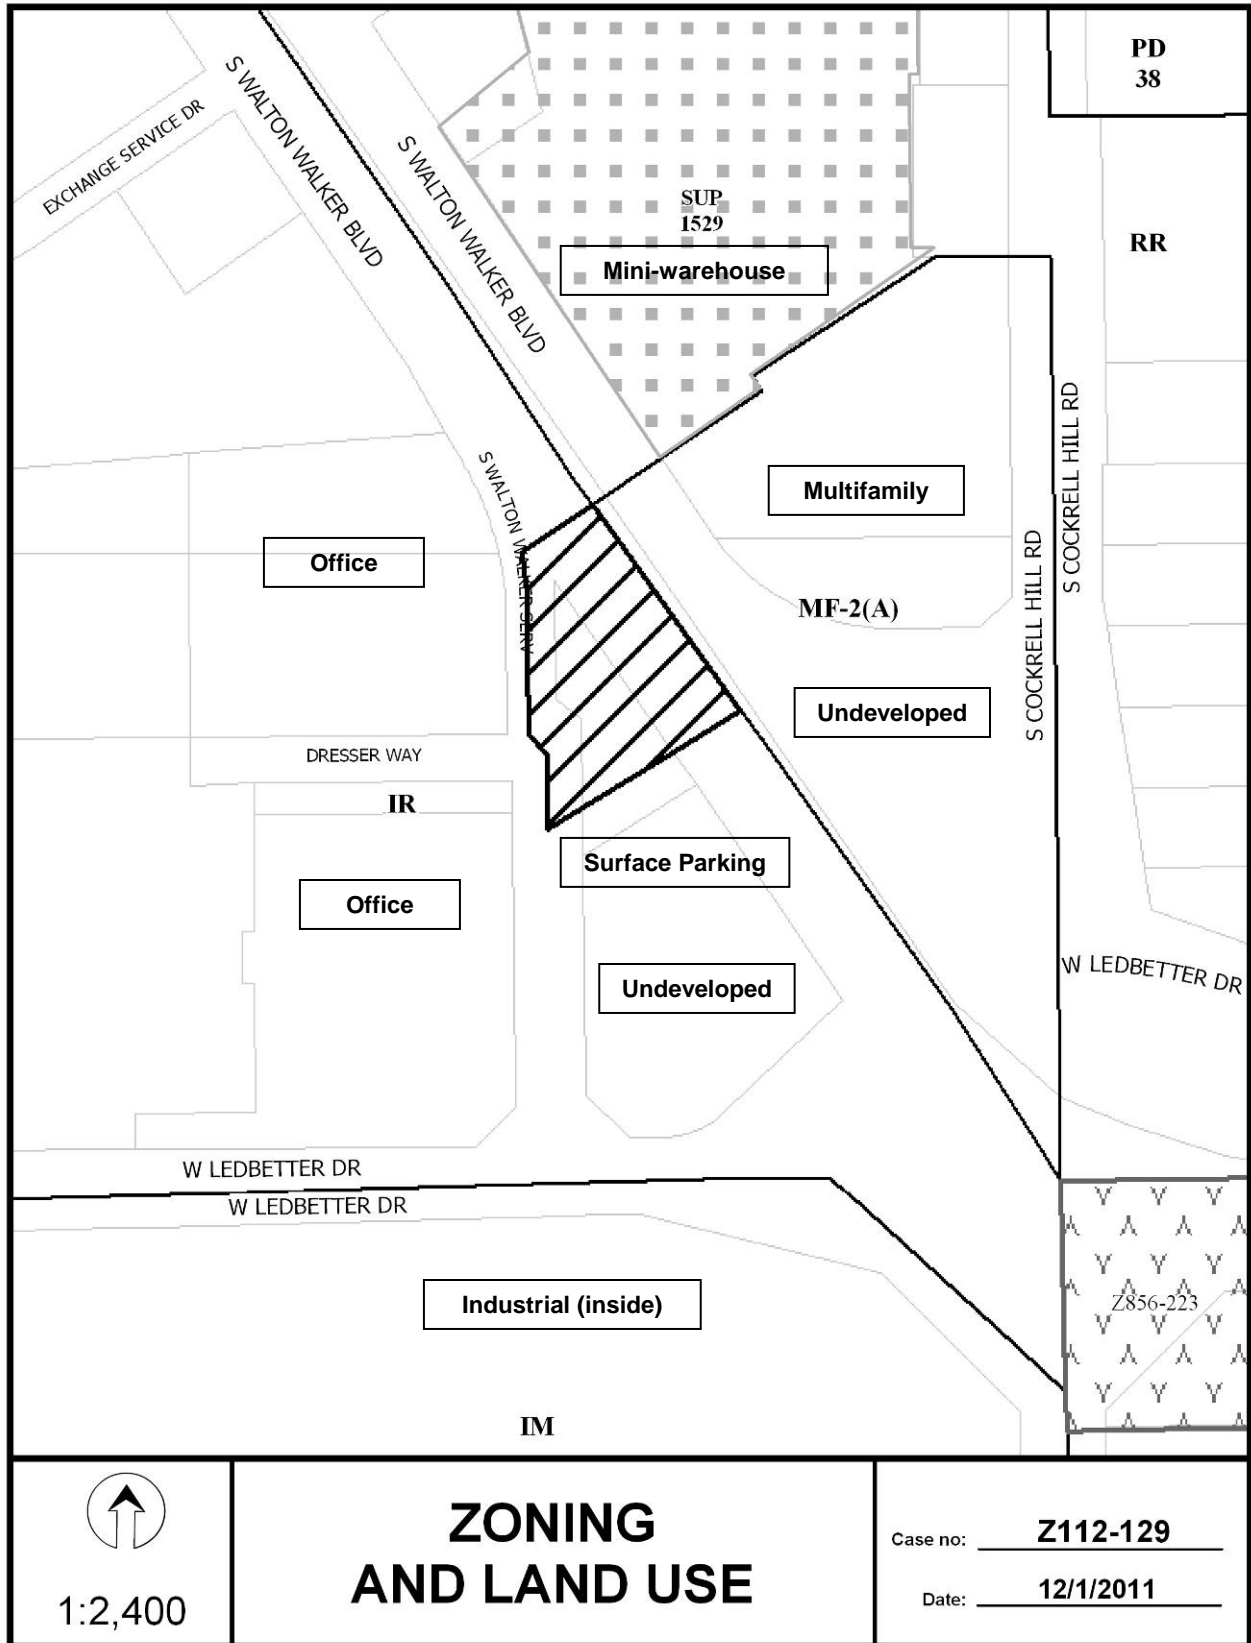 PD
38
S WALTON WALKER BLVD
EXCHANGE SERVICE DR
S WALTON WALKER BLVD
SUP
1529
RR
Mini-warehouse
S COCKRELL HILL RD
S WALTON WALKER SERV
Multifamily
Office
S COCKRELL HILL RD
MF-2(A)
Undeveloped
DRESSER WAY
IR
Surface Parking
Office
W LEDBETTER DR
Undeveloped
W LEDBETTER DR
W LEDBETTER DR
Z856-223
Industrial (inside)
IM
1:2,400
ZONING
AND LAND USE
Case no: Z112-129
Date: 12/1/2011